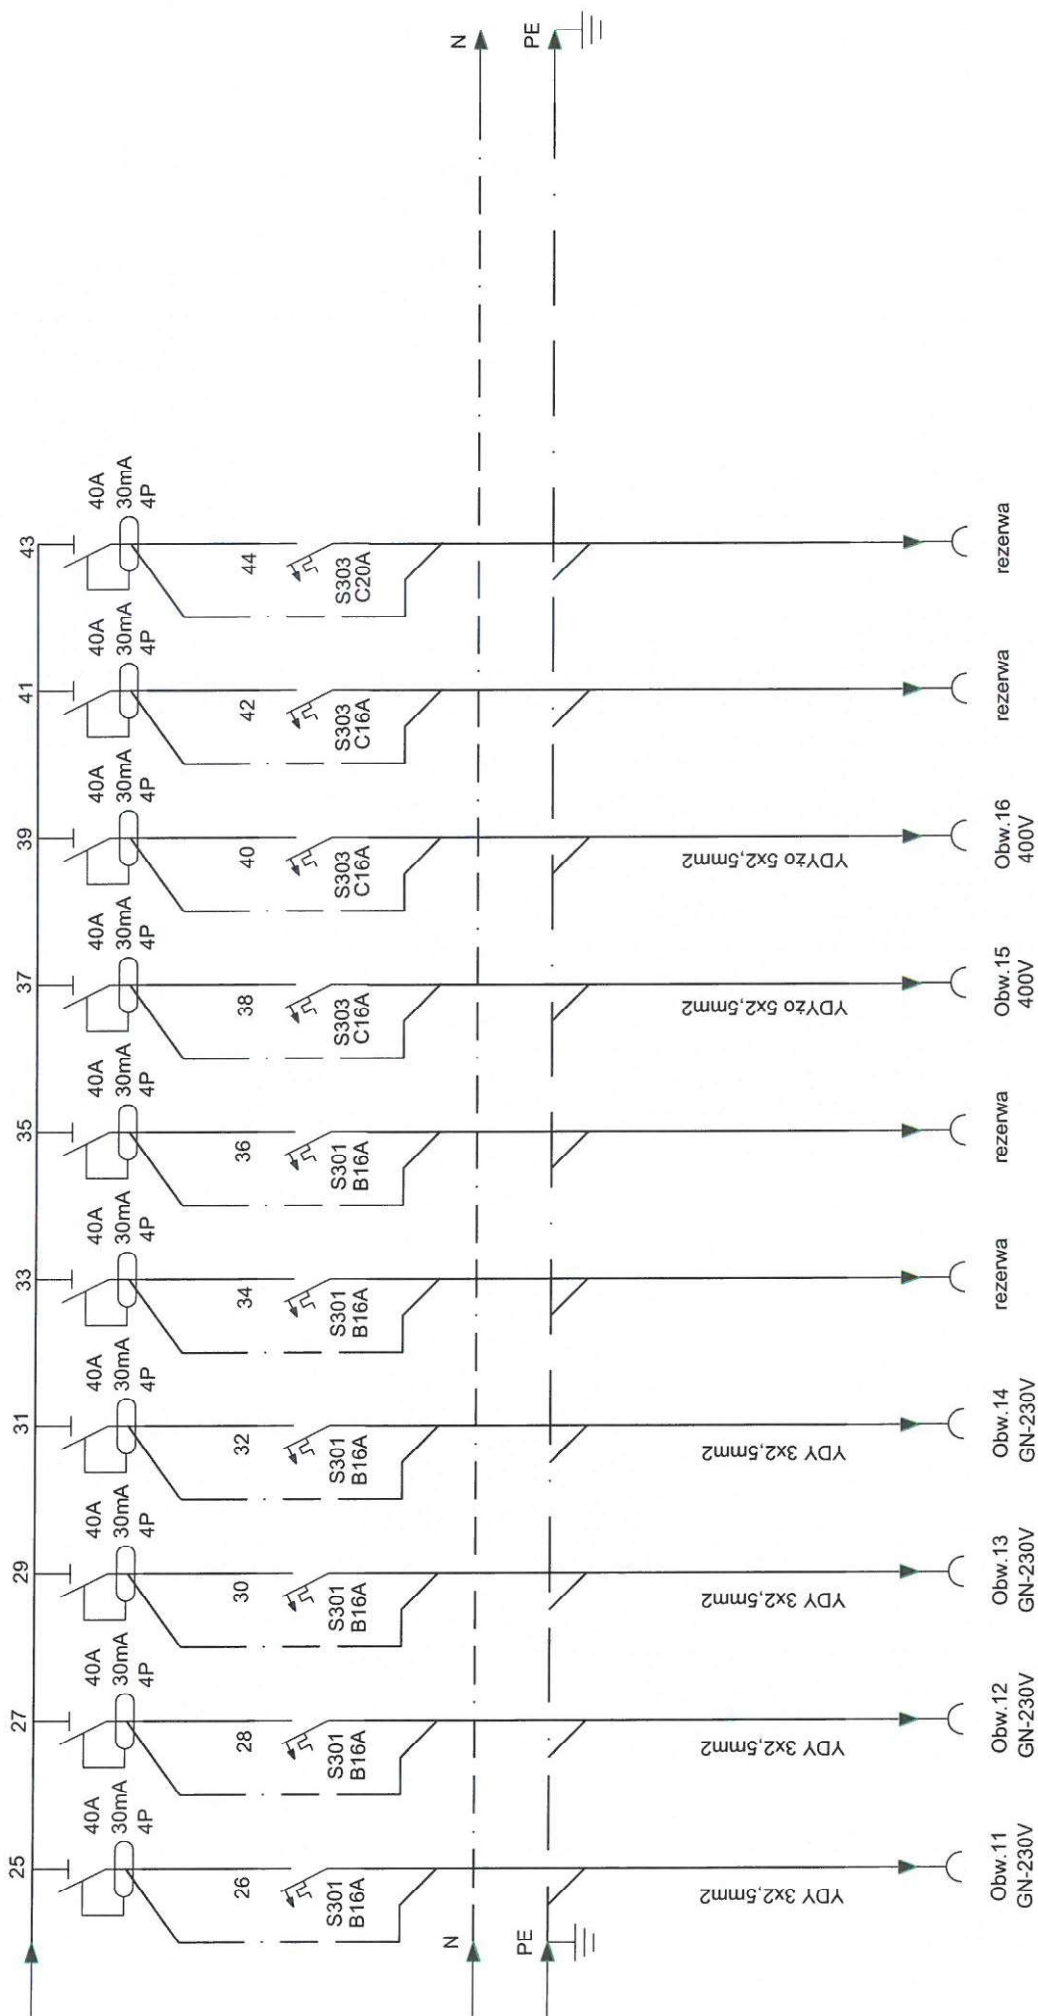 25
27
29
31
33
35
37
39
41
43
40A
30mA
4P
40A
30mA
4P
40A
30mA
4P
40A
30mA
4P
40A
30mA
4P
40A
30mA
4P
40A
30mA
4P
40A
30mA
4P
40A
30mA
4P
40A
30mA
4P
26
28
30
32
34
36
38
40
42
44
S301
B16A
S301
B16A
S301
B16A
S301
B16A
S301
B16A
S301
B16A
S303
C16A
S303
C16A
S303
C16A
S303
C20A
N
N
PE
PE
YDY 3x2,5mm2
YDY 3x2,5mm2
YDY 3x2,5mm2
YDY 3x2,5mm2
YDYżo 5x2,5mm2
YDYżo 5x2,5mm2
Obw.11
GN-230V
Obw.12
GN-230V
Obw.13
GN-230V
Obw.14
GN-230V
rezerwa
rezerwa
Obw.15
400V
Obw.16
400V
rezerwa
rezerwa